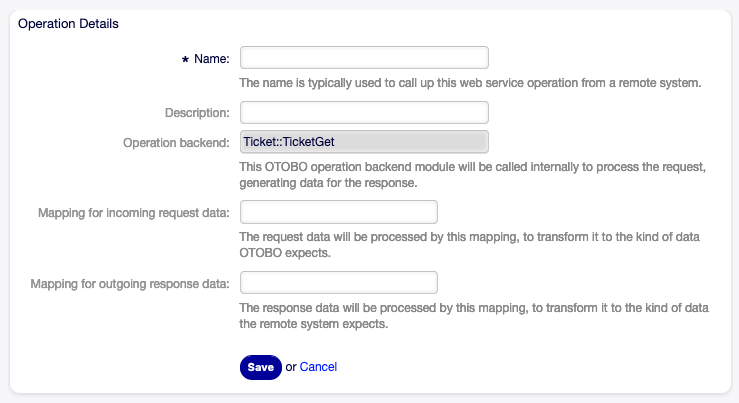 Operation Details
* Name:
The name is typically used to call up this web service operation from a remote system.
Description:
Operation backend: Ticket::TicketGet
This OTOBO operation backend module will be called internally to process the request,
generating data for the response.
Mapping for incoming request data:
The request data will be processed by this mapping, to transform it to the kind of data
OTOBO expects.
Mapping for outgoing response data:
The response data will be processed by this mapping, to transform it to the kind of data
the remote system expects.
Save or Cancel